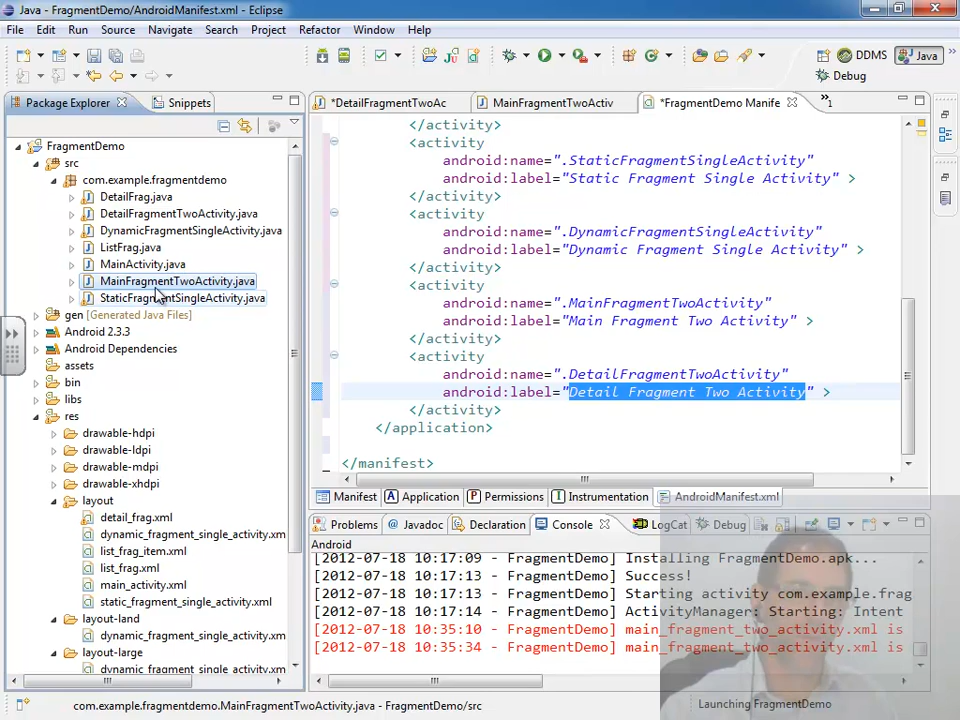 Java - FragmentDemo/AndroidManifest.xml - Eclipse
File Edit Run Source Navigate Search Project Refactor Window Help
DDMS Java
Debug
Package Explorer Snippets
*DetailFragmentTwoAc MainFragmentTwoActiv *FragmentDemo Manife »1
FragmentDemo
src
com.example.fragmentdemo
DetailFrag.java
DetailFragmentTwoActivity.java
DynamicFragmentSingleActivity.java
ListFrag.java
MainActivity.java
MainFragmentTwoActivity.java
StaticFragmentSingleActivity.java
gen [Generated Java Files]
Android 2.3.3
Android Dependencies
assets
bin
libs
res
drawable-hdpi
drawable-ldpi
drawable-mdpi
drawable-xhdpi
layout
detail_frag.xml
dynamic_fragment_single_activity.xm
list_frag_item.xml
list_frag.xml
main_activity.xml
static_fragment_single_activity.xml
layout-land
dynamic_fragment_single_activity.xm
layout-large
dynamic_fragment_single_activity.xm
</activity>
<activity
android:name=".StaticFragmentSingleActivity"
android:label="Static Fragment Single Activity" >
</activity>
<activity
android:name=".DynamicFragmentSingleActivity"
android:label="Dynamic Fragment Single Activity" >
</activity>
<activity
android:name=".MainFragmentTwoActivity"
android:label="Main Fragment Two Activity" >
</activity>
<activity
android:name=".DetailFragmentTwoActivity"
android:label="Detail Fragment Two Activity" >
</activity>
</application>
</manifest>
Manifest Application Permissions Instrumentation AndroidManifest.xml
Problems Javadoc Declaration Console LogCat Debug
Android
[2012-07-18 10:17:09 - FragmentDemo] Installing FragmentDemo.apk...
[2012-07-18 10:17:13 - FragmentDemo] Success!
[2012-07-18 10:17:13 - FragmentDemo] Starting activity com.example.frag
[2012-07-18 10:17:14 - FragmentDemo] ActivityManager: Starting: Intent
[2012-07-18 10:35:10 - FragmentDemo] main_fragment_two_activity.xml is
[2012-07-18 10:35:34 - FragmentDemo] main_fragment_two_activity.xml is
com.example.fragmentdemo.MainFragmentTwoActivity.java - FragmentDemo/src
Launching FragmentDemo